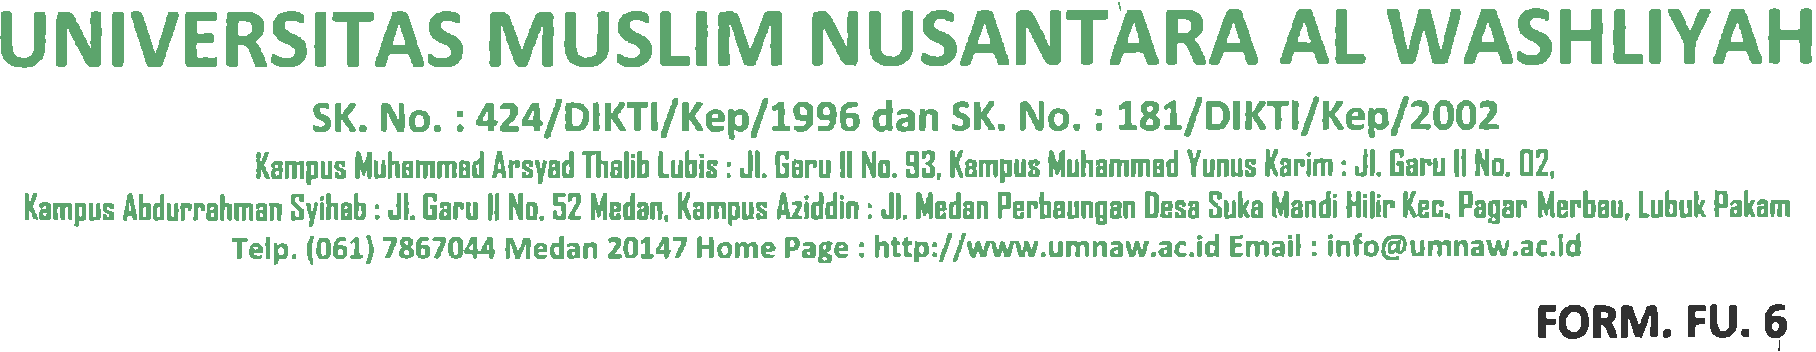 UNIVERSITAS MUSLIM NUSANTARA AL WASHLIYAH
SK. No. : 424/DIKTI/Kep/1996 dan SK. No. : 181/DIKTI/Kep/2002
Kampus Muhammad Arsyad Thalib Lubis : Jl. Garu II No. 93, Kampus Muhammad Yunus Karim : Jl. Garu II No. 02,
Kampus Abdurrahman Syihab : Jl. Garu II No. 52 Medan, Kampus Aziddin : Jl. Medan Perbaungan Desa Suka Mandi Hilir Kec. Pagar Merbau, Lubuk Pakam
Telp. (061) 7867044 Medan 20147 Home Page : http://www.umnaw.ac.id Email : info@umnaw.ac.id
FORM. FU. 6